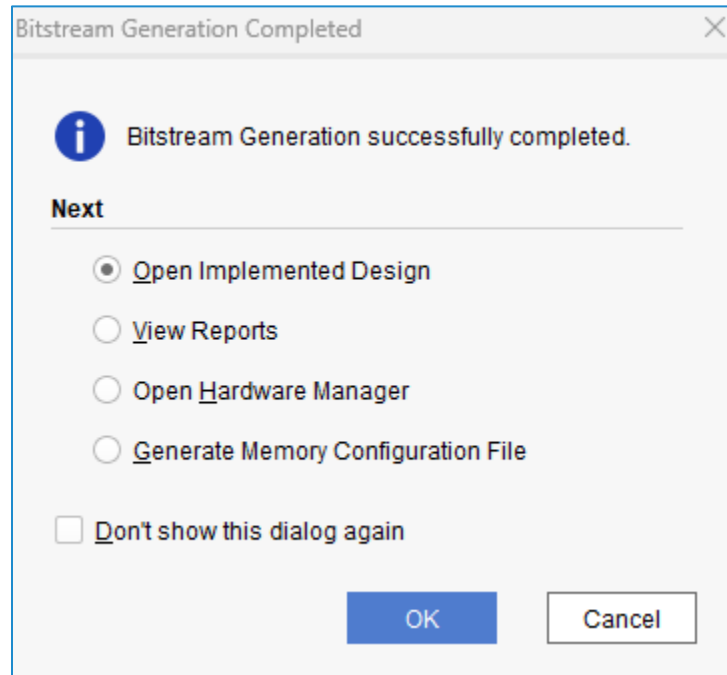 Bitstream Generation Completed
Bitstream Generation successfully completed.
Next
Open Implemented Design
View Reports
Open Hardware Manager
Generate Memory Configuration File
Don't show this dialog again
OK
Cancel